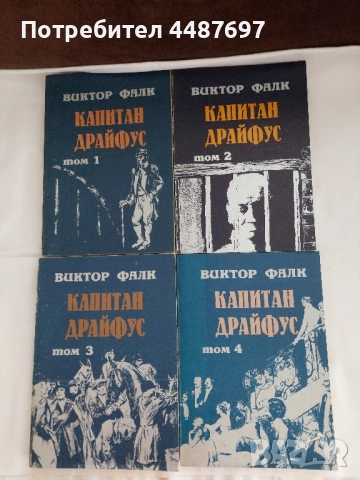 Потребител 4487697
ВИКТОР ФАЛК
КАПИТАН
ДРАЙФУС
том 1
ВИКТОР ФАЛК
КАПИТАН
ДРАЙФУС
том 2
ВИКТОР ФАЛК
КАПИТАН
ДРАЙФУС
том 3
ВИКТОР ФАЛК
КАПИТАН
ДРАЙФУС
том 4
BAZAR